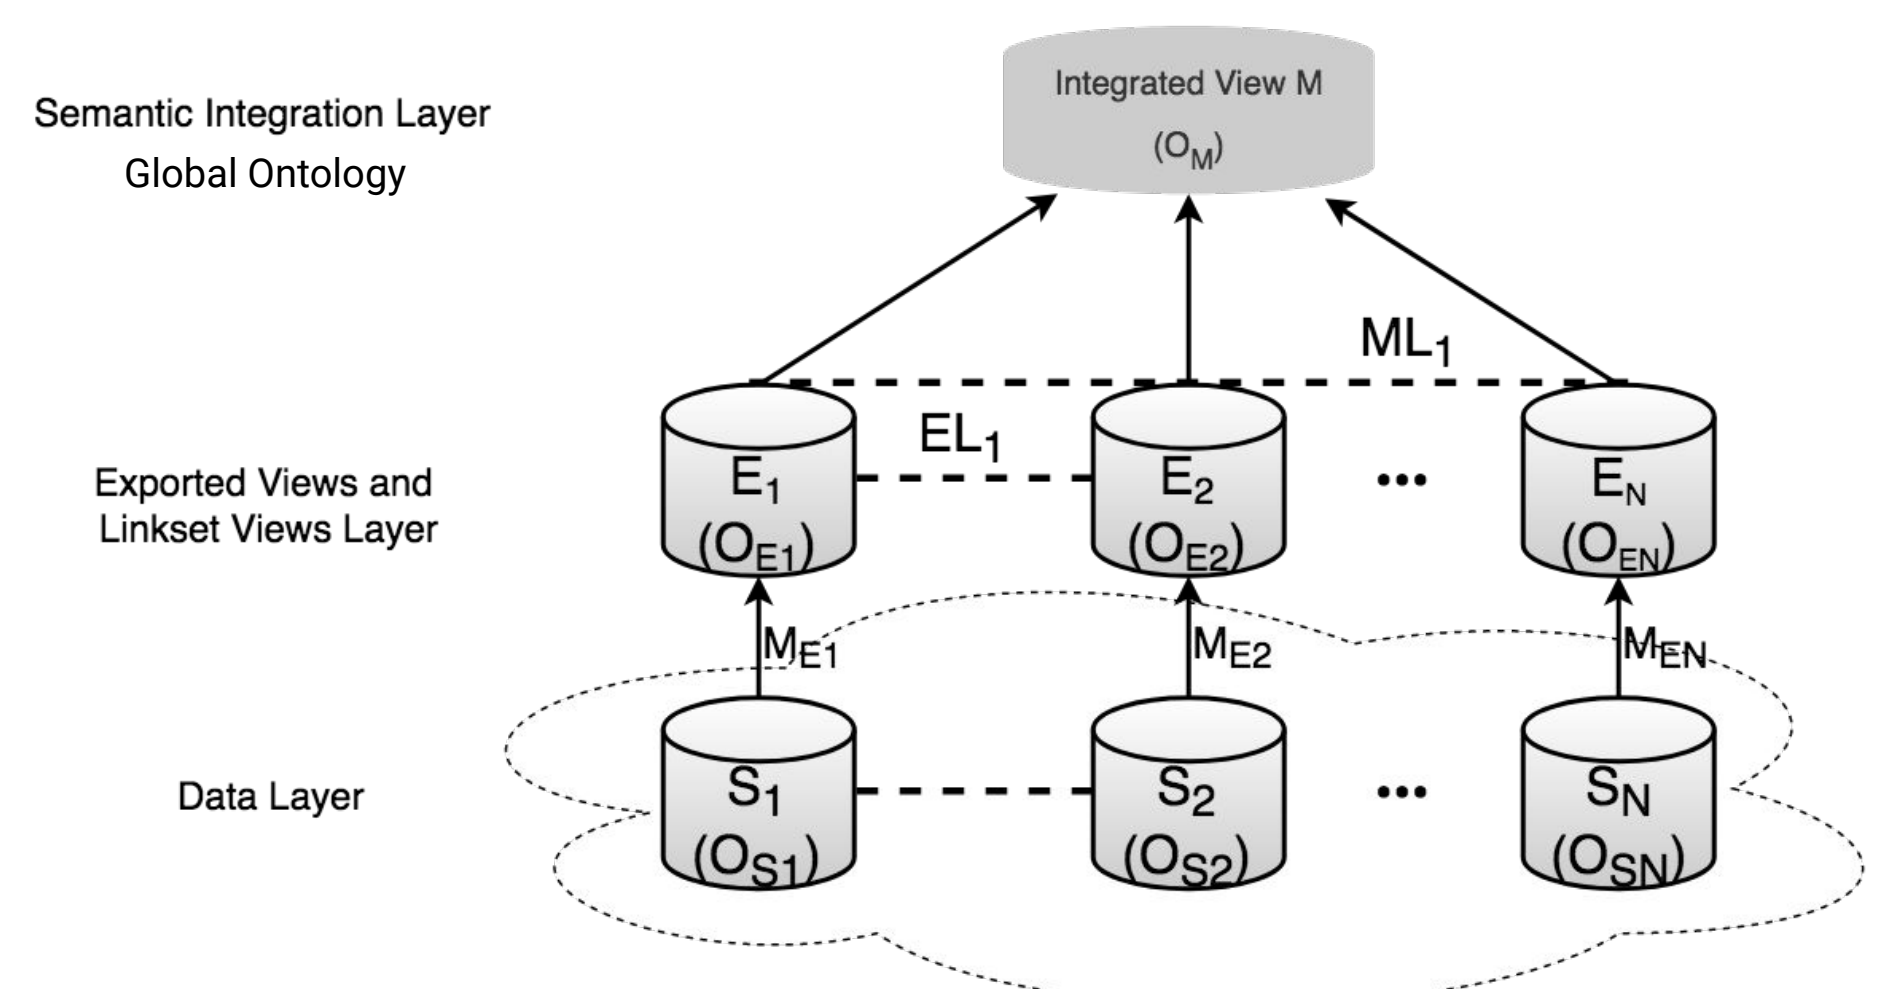 Integrated View M
(OM)
Semantic Integration Layer
Global Ontology
ML1
EL1
E1
(OE1)
E2
(OE2)
•••
EN
(OEN)
Exported Views and
Linkset Views Layer
ME1
ME2
MEN
Data Layer
S1
(OS1)
S2
(OS2)
•••
SN
(OSN)